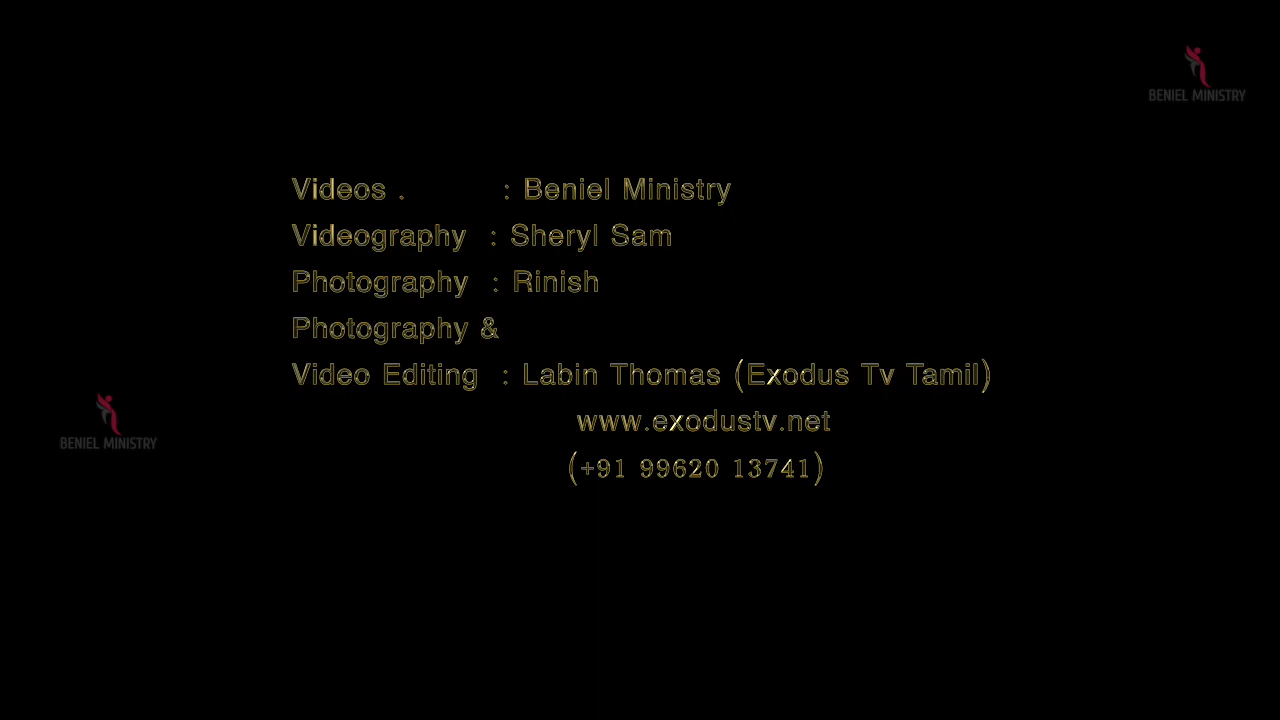 BENIEL MINISTRY
Videos . : Beniel Ministry
Videography : Sheryl Sam
Photography : Rinish
Photography &
Video Editing : Labin Thomas (Exodus Tv Tamil)
www.exodustv.net
BENIEL MINISTRY
(+91 99620 13741)